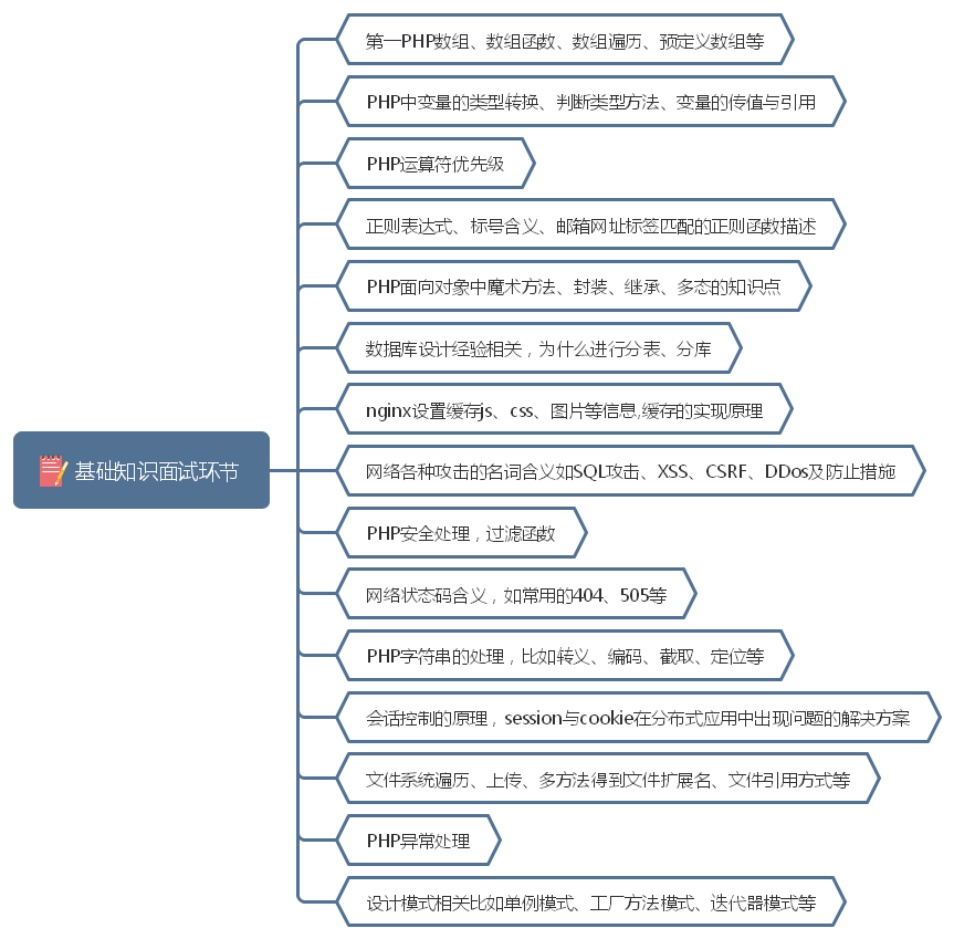 第一PHP数组、数组函数、数组遍历、预定义数组等
PHP中变量的类型转换、判断类型方法、变量的传值与引用
PHP运算符优先级
正则表达式、标号含义、邮箱网址标签匹配的正则函数描述
PHP面向对象中魔术方法、封装、继承、多态的知识点
数据库设计经验相关，为什么进行分表、分库
nginx设置缓存js、css、图片等信息,缓存的实现原理
基础知识面试环节
网络各种攻击的名词含义如SQL攻击、XSS、CSRF、DDos及防止措施
PHP安全处理，过滤函数
网络状态码含义，如常用的404、505等
PHP字符串的处理，比如转义、编码、截取、定位等
会话控制的原理，session与cookie在分布式应用中出现问题的解决方案
文件系统遍历、上传、多方法得到文件扩展名、文件引用方式等
PHP异常处理
设计模式相关比如单例模式、工厂方法模式、迭代器模式等